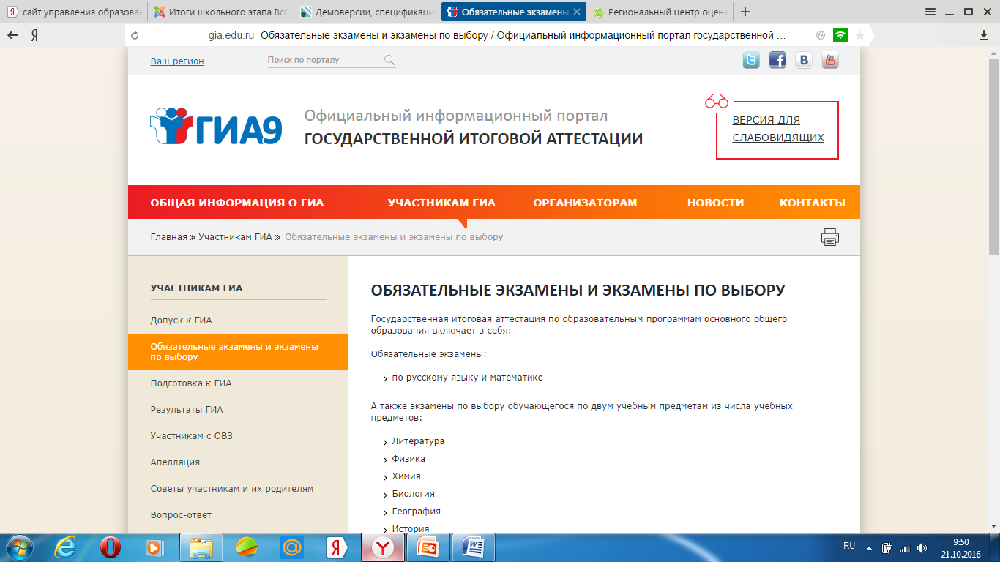 сайт управления образован
Итоги школьного этапа ВсС
Демоверсии, спецификаци
Обязательные экзамены
Региональный центр оценк
Я
gia.edu.ru Обязательные экзамены и экзамены по выбору / Официальный информационный портал государственной ...
Ваш регион
Поиск по порталу
ГИА9
Официальный информационный портал
ГОСУДАРСТВЕННОЙ ИТОГОВОЙ АТТЕСТАЦИИ
ВЕРСИЯ ДЛЯ
СЛАБОВИДЯЩИХ
ОБЩАЯ ИНФОРМАЦИЯ О ГИА
УЧАСТНИКАМ ГИА
ОРГАНИЗАТОРАМ
НОВОСТИ
КОНТАКТЫ
Главная » Участникам ГИА » Обязательные экзамены и экзамены по выбору
УЧАСТНИКАМ ГИА
Допуск к ГИА
Обязательные экзамены и экзамены
по выбору
Подготовка к ГИА
Результаты ГИА
Участникам с ОВЗ
Апелляция
Советы участникам и их родителям
Вопрос-ответ
ОБЯЗАТЕЛЬНЫЕ ЭКЗАМЕНЫ И ЭКЗАМЕНЫ ПО ВЫБОРУ
Государственная итоговая аттестация по образовательным программам основного общего
образования включает в себя:
Обязательные экзамены:
по русскому языку и математике
А также экзамены по выбору обучающегося по двум учебным предметам из числа учебных
предметов:
Литература
Физика
Химия
Биология
География
История
RU
9:50
21.10.2016